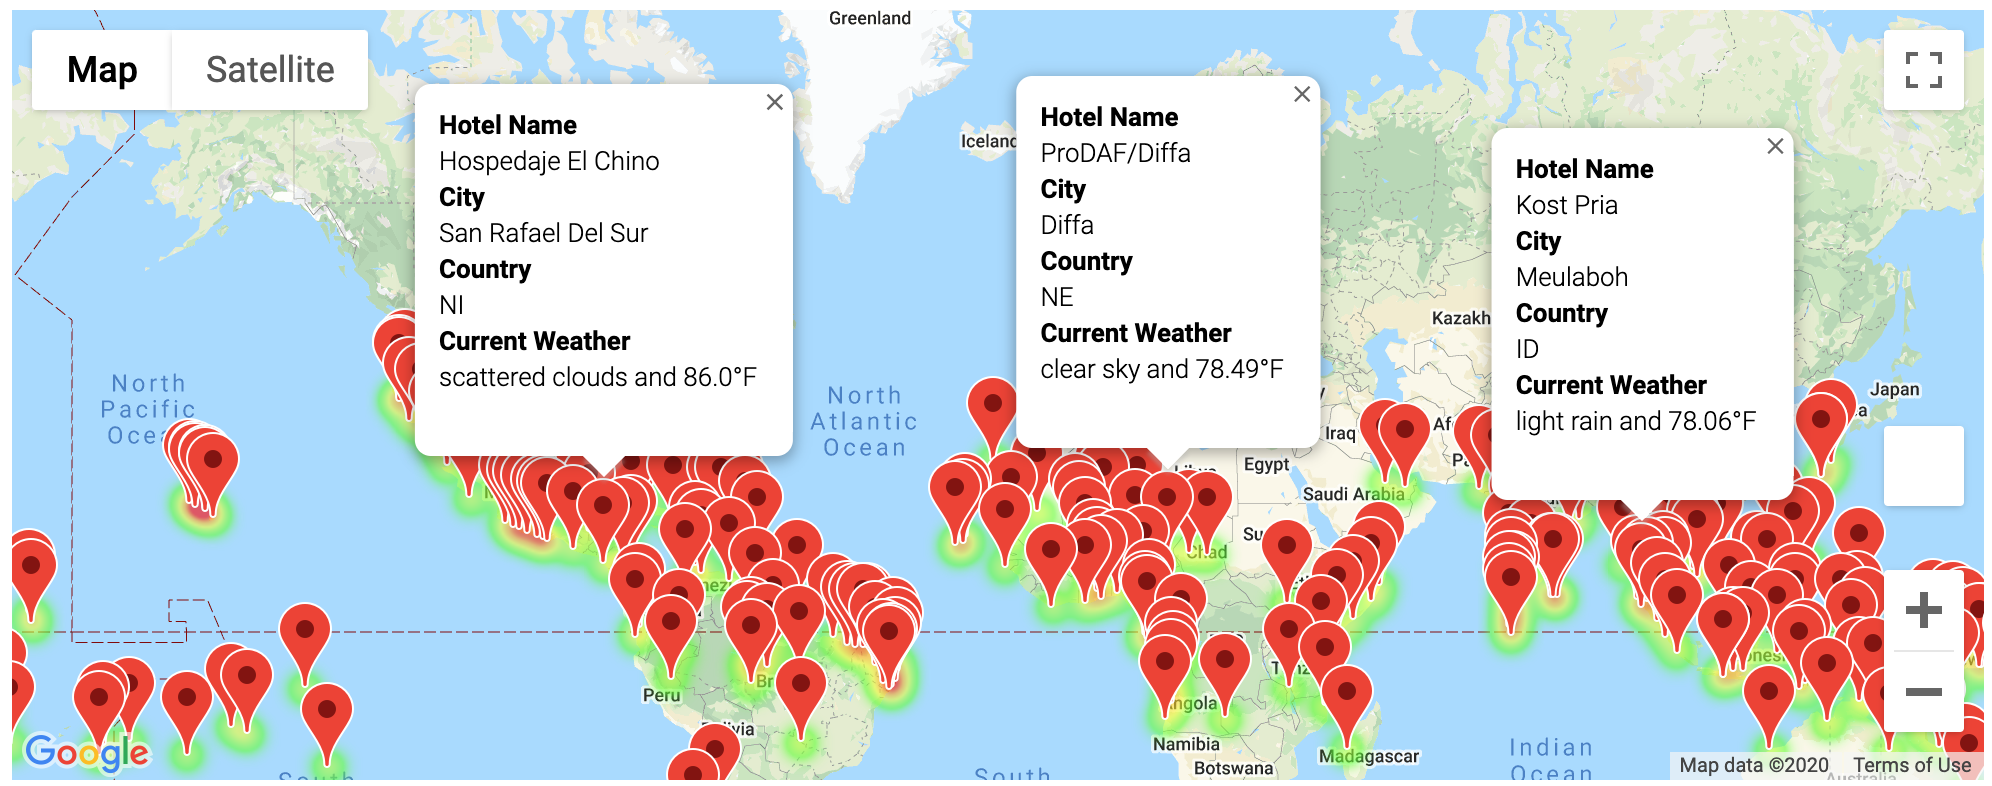 Greenland
Map
Satellite
Hotel Name
Hospedaje El Chino
City
San Rafael Del Sur
Country
NI
Current Weather
scattered clouds and 86.0°F
Hotel Name
ProDAF/Diffa
City
Diffa
Country
NE
Current Weather
clear sky and 78.49°F
Hotel Name
Kost Pria
City
Meulaboh
Country
ID
Current Weather
light rain and 78.06°F
Iceland
Kazakh
North
Pacific
Ocea
North
Atlantic
Ocean
Japan
Iraq
Af
Egypt
Libya
Saudi Arabia
Su
Chad
Peru
Br
Tanz
ngola
Namibia
Botswana
Madagascar
Indian
Ocean
South
South
Australia
Google
Map data ©2020
Terms of Use